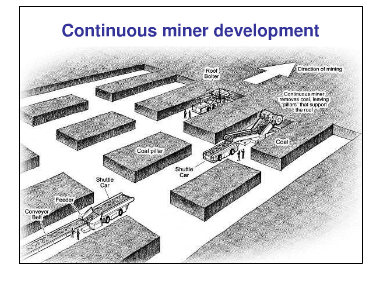 Continuous miner development
Roof
Bolter
Direction of mining
Continuous miner
removes coal, leaving
'pillars' that support
the roof
Coal pillar
Coal
Shuttle
Car
Shuttle
Car
Feeder
Conveyor
Belt